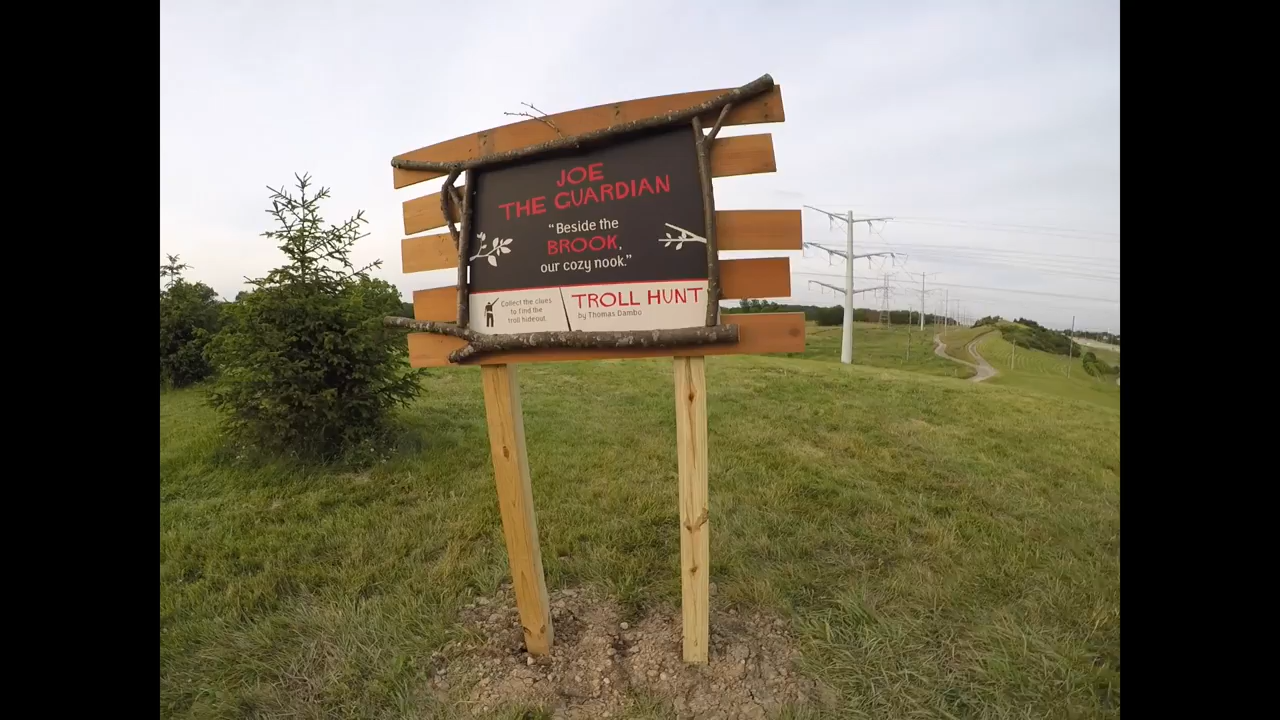 JOE
THE GUARDIAN
"Beside the
BROOK,
our cozy nook."
Collect the clues
to find the
troll hideout.
TROLL HUNT
by Thomas Dambo